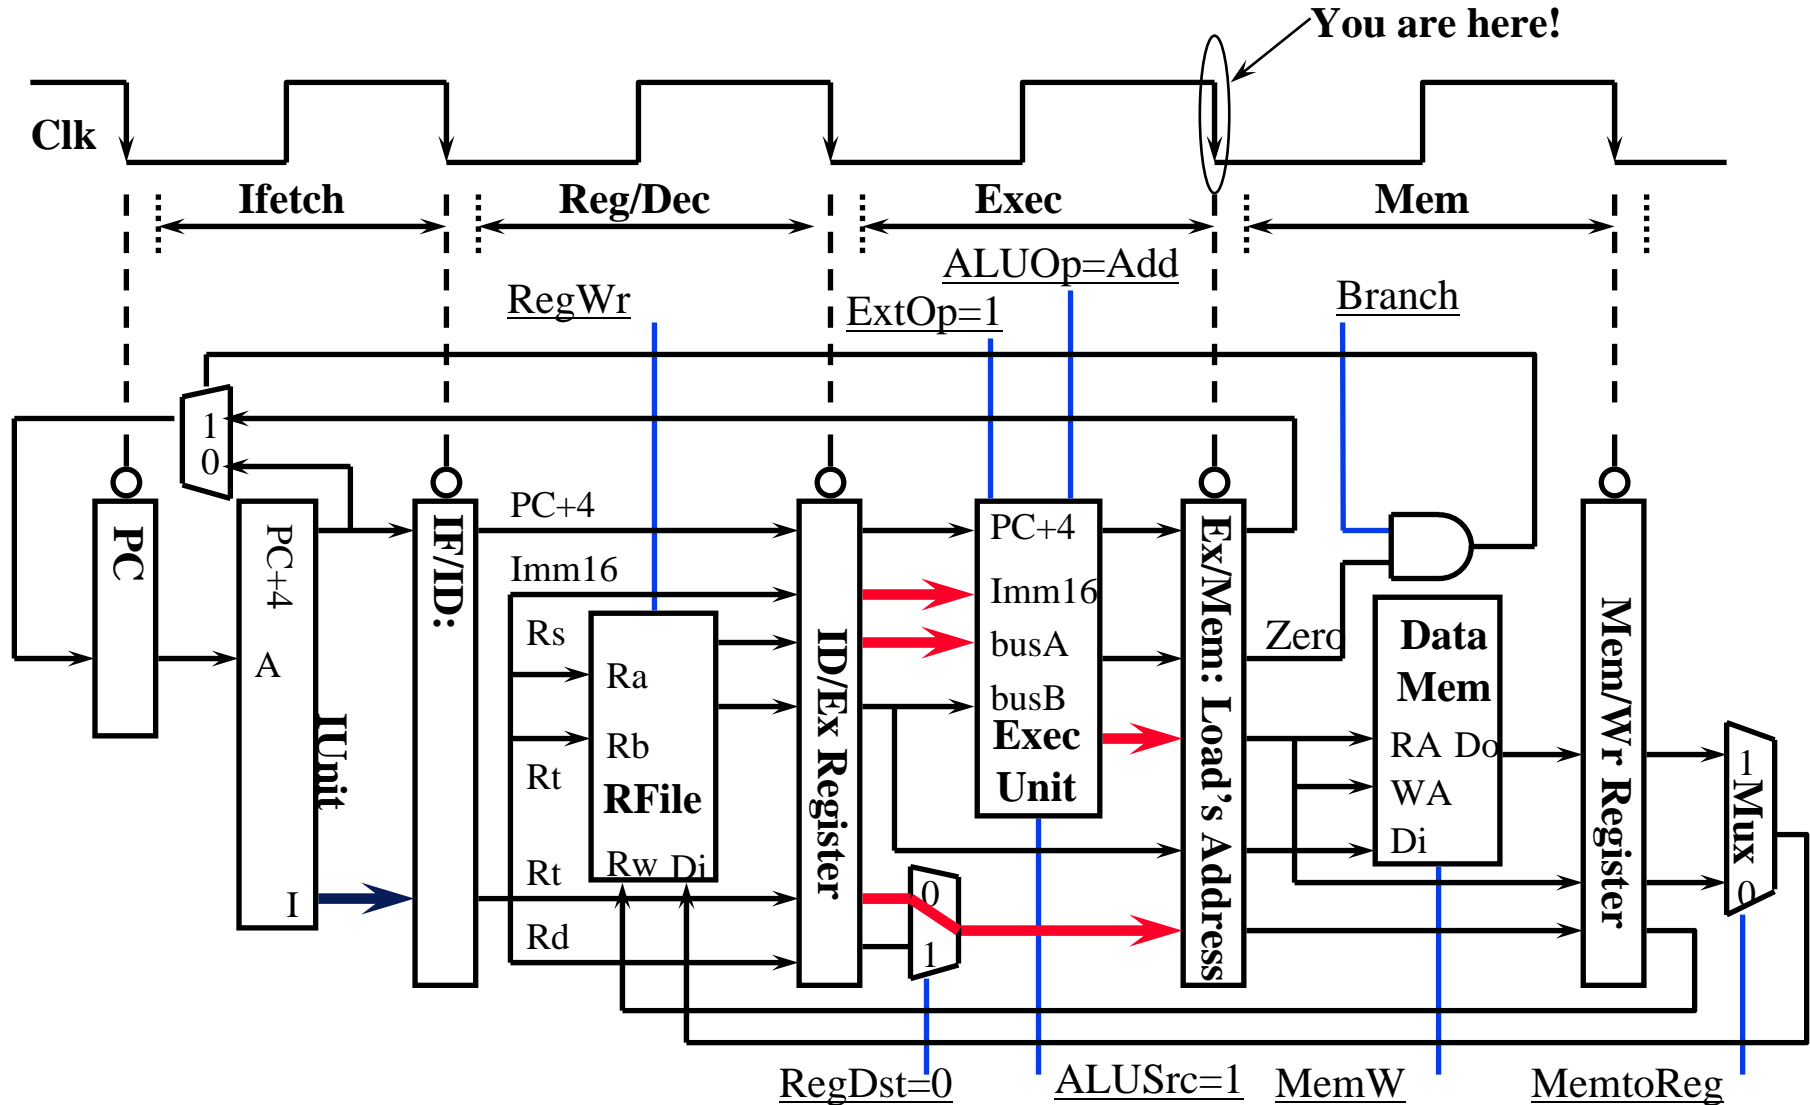 You are here!
Clk
Ifetch
Reg/Dec
Exec
Mem
ALUOp=Add
RegWr
ExtOp=1
Branch
1
0
PC
PC+4
A
IUnit
I
IF/ID:
PC+4
Imm16
Rs
Ra
Rb
Rt
RFile
Rw Di
Rt
Rd
ID/Ex Register
0
1
PC+4
Imm16
busA
busB
Exec
Unit
Ex/Mem: Load's Address
Zero
Data
Mem
RA Do
WA
Di
Mem/Wr Register
1
Mux
0
RegDst=0
ALUSrc=1
MemW
MemtoReg